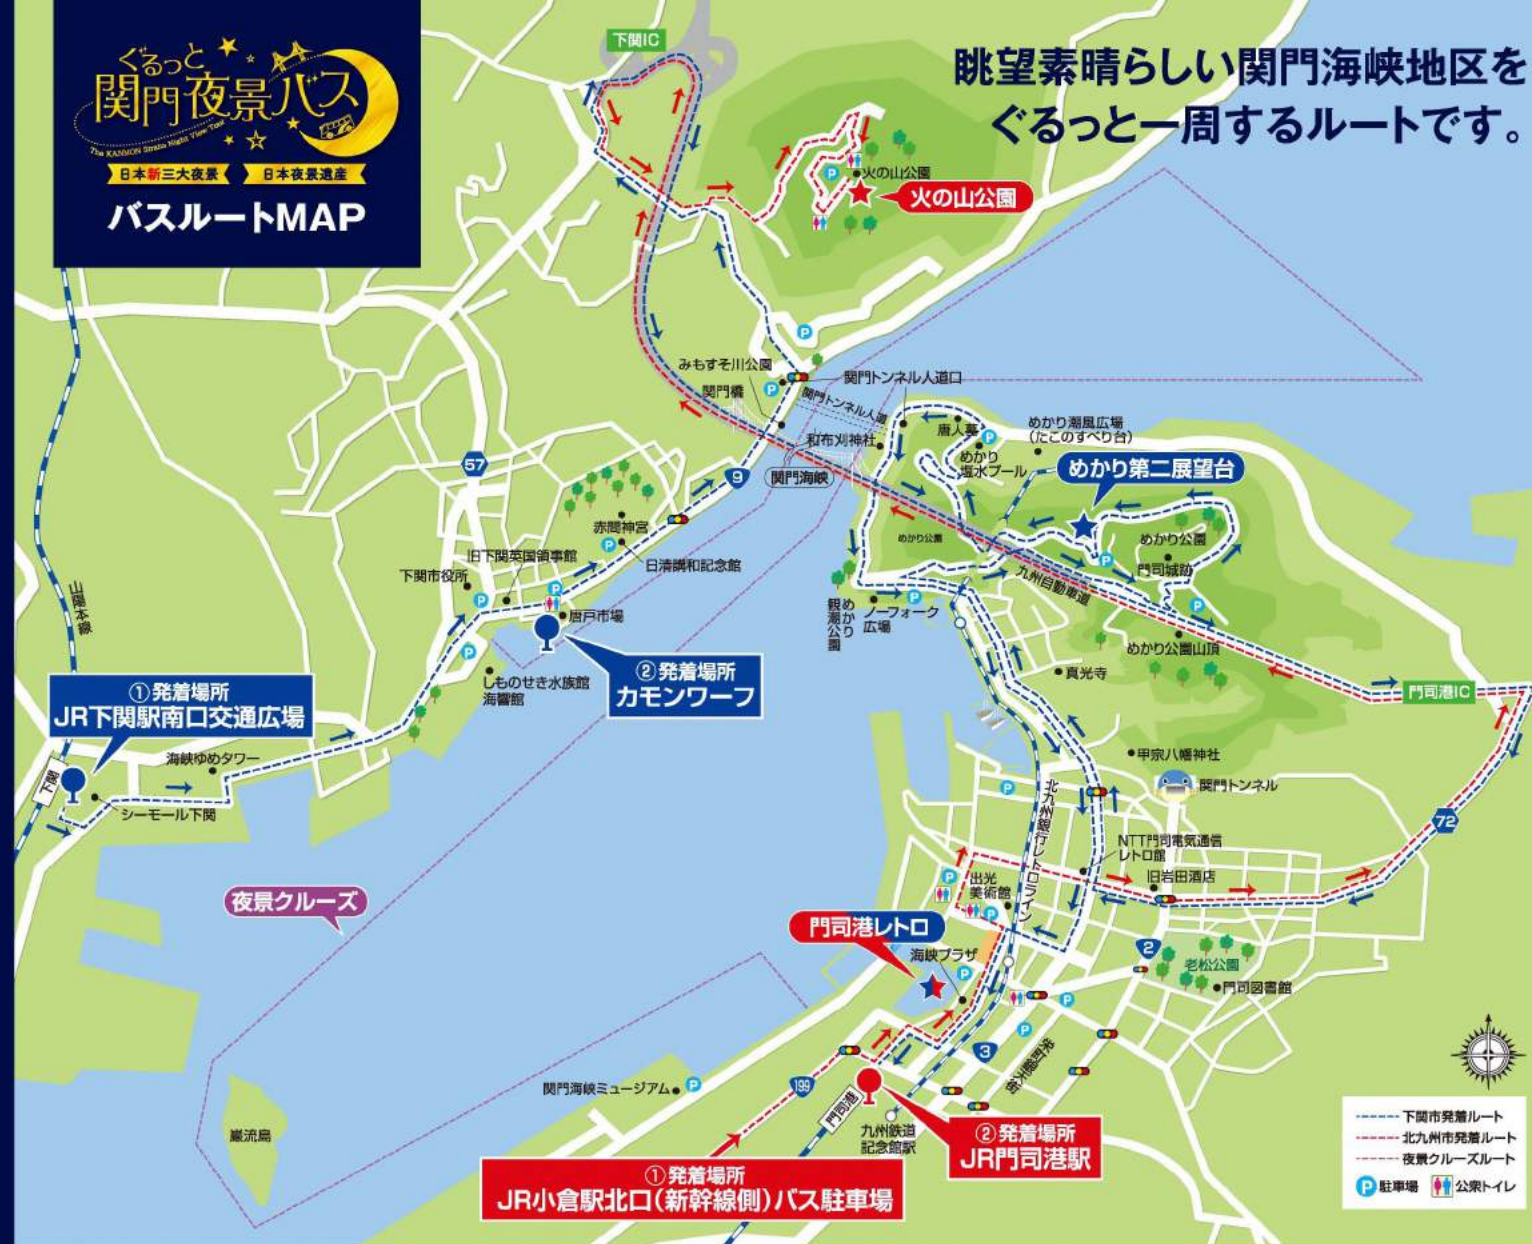 ぐるっと
関門夜景バス
The KANMON Straits Night View Tour
日本新三大夜景
日本夜景遺産
バスルートMAP
眺望素晴らしい関門海峡地区を
ぐるっと一周するルートです。
下関IC
火の山公園
火の山公園
みもすそ川公園
関門橋
関門トンネル人道口
関門トンネル人道
和布刈神社
関門海峡
唐人墓
めかり
塩水プール
めかり潮風広場
(たこのすべり台)
めかり第二展望台
めかり公園
めかり公園
門司城跡
九州自動車道
めかり公園山頂
ノーフォーク
広場
めかり
観潮公園
真光寺
門司港IC
57
9
赤間神宮
日清講和記念館
旧下関英国領事館
下関市役所
唐戸市場
②発着場所
カモンワーフ
しものせき水族館
海響館
山陽本線
①発着場所
JR下関駅南口交通広場
下関
海峡ゆめタワー
シーモール下関
夜景クルーズ
甲宗八幡神社
関門トンネル
北九州銀行レトロライン
NTT門司電気通信
レトロ館
旧岩田酒店
72
出光
美術館
門司港レトロ
海峡プラザ
2
老松公園
門司図書館
3
栄町銀天街
199
関門海峡ミュージアム
門司港
九州鉄道
記念館駅
②発着場所
JR門司港駅
①発着場所
JR小倉駅北口(新幹線側)バス駐車場
巌流島
下関市発着ルート
北九州市発着ルート
夜景クルーズルート
P 駐車場 公衆トイレ